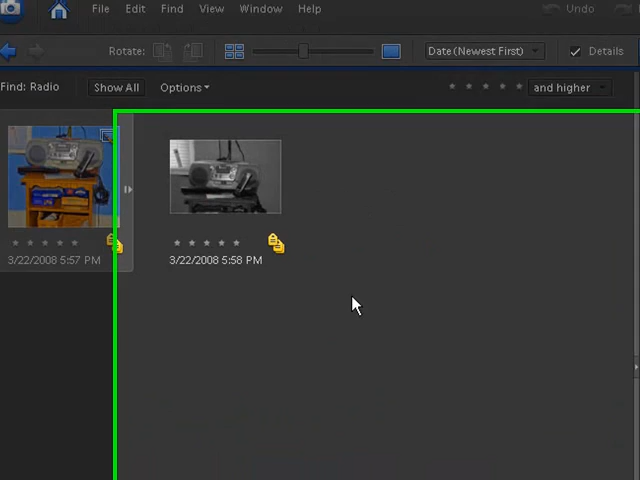 File Edit Find View Window Help Undo
Rotate: Date (Newest First) Details
Find: Radio Show All Options and higher
3/22/2008 5:57 PM 3/22/2008 5:58 PM